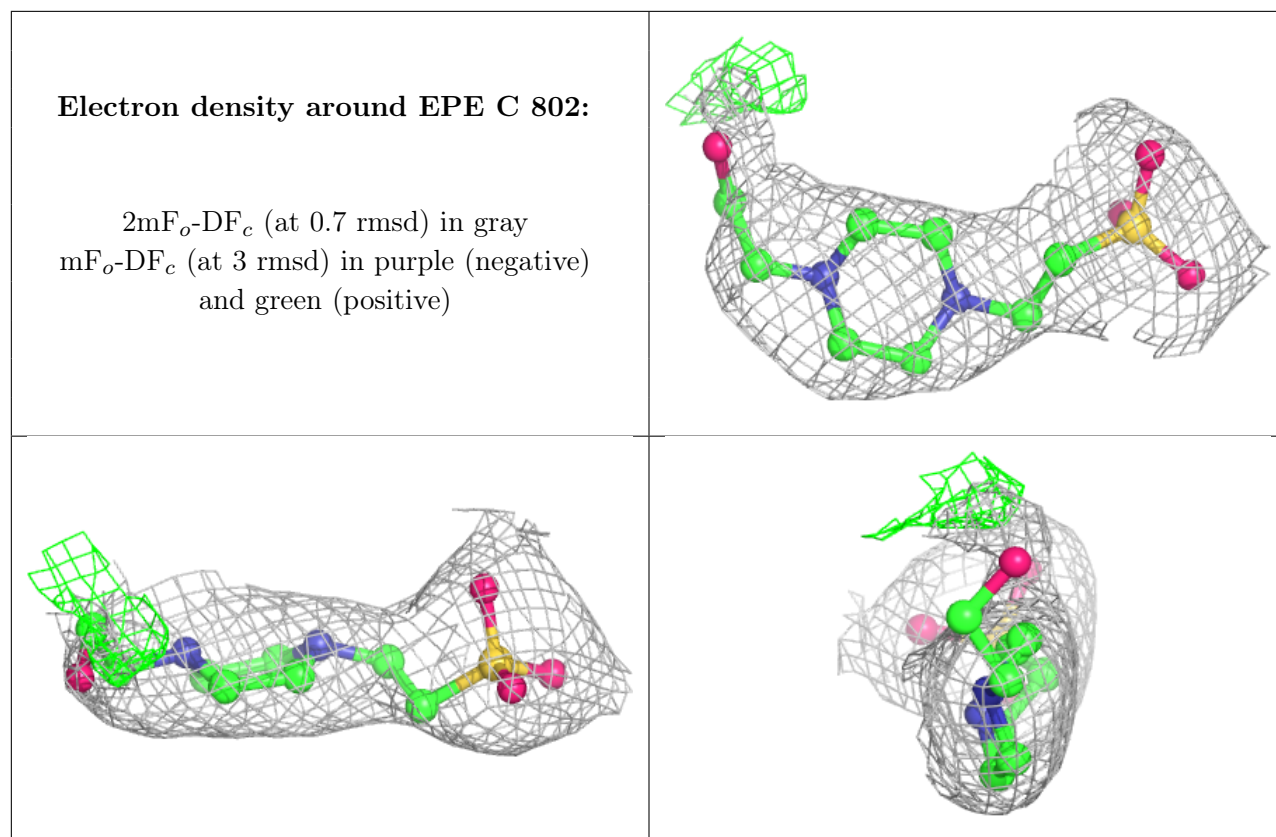 Electron density around EPE C 802:
2mFo-DFc (at 0.7 rmsd) in gray
mFo-DFc (at 3 rmsd) in purple (negative)
and green (positive)